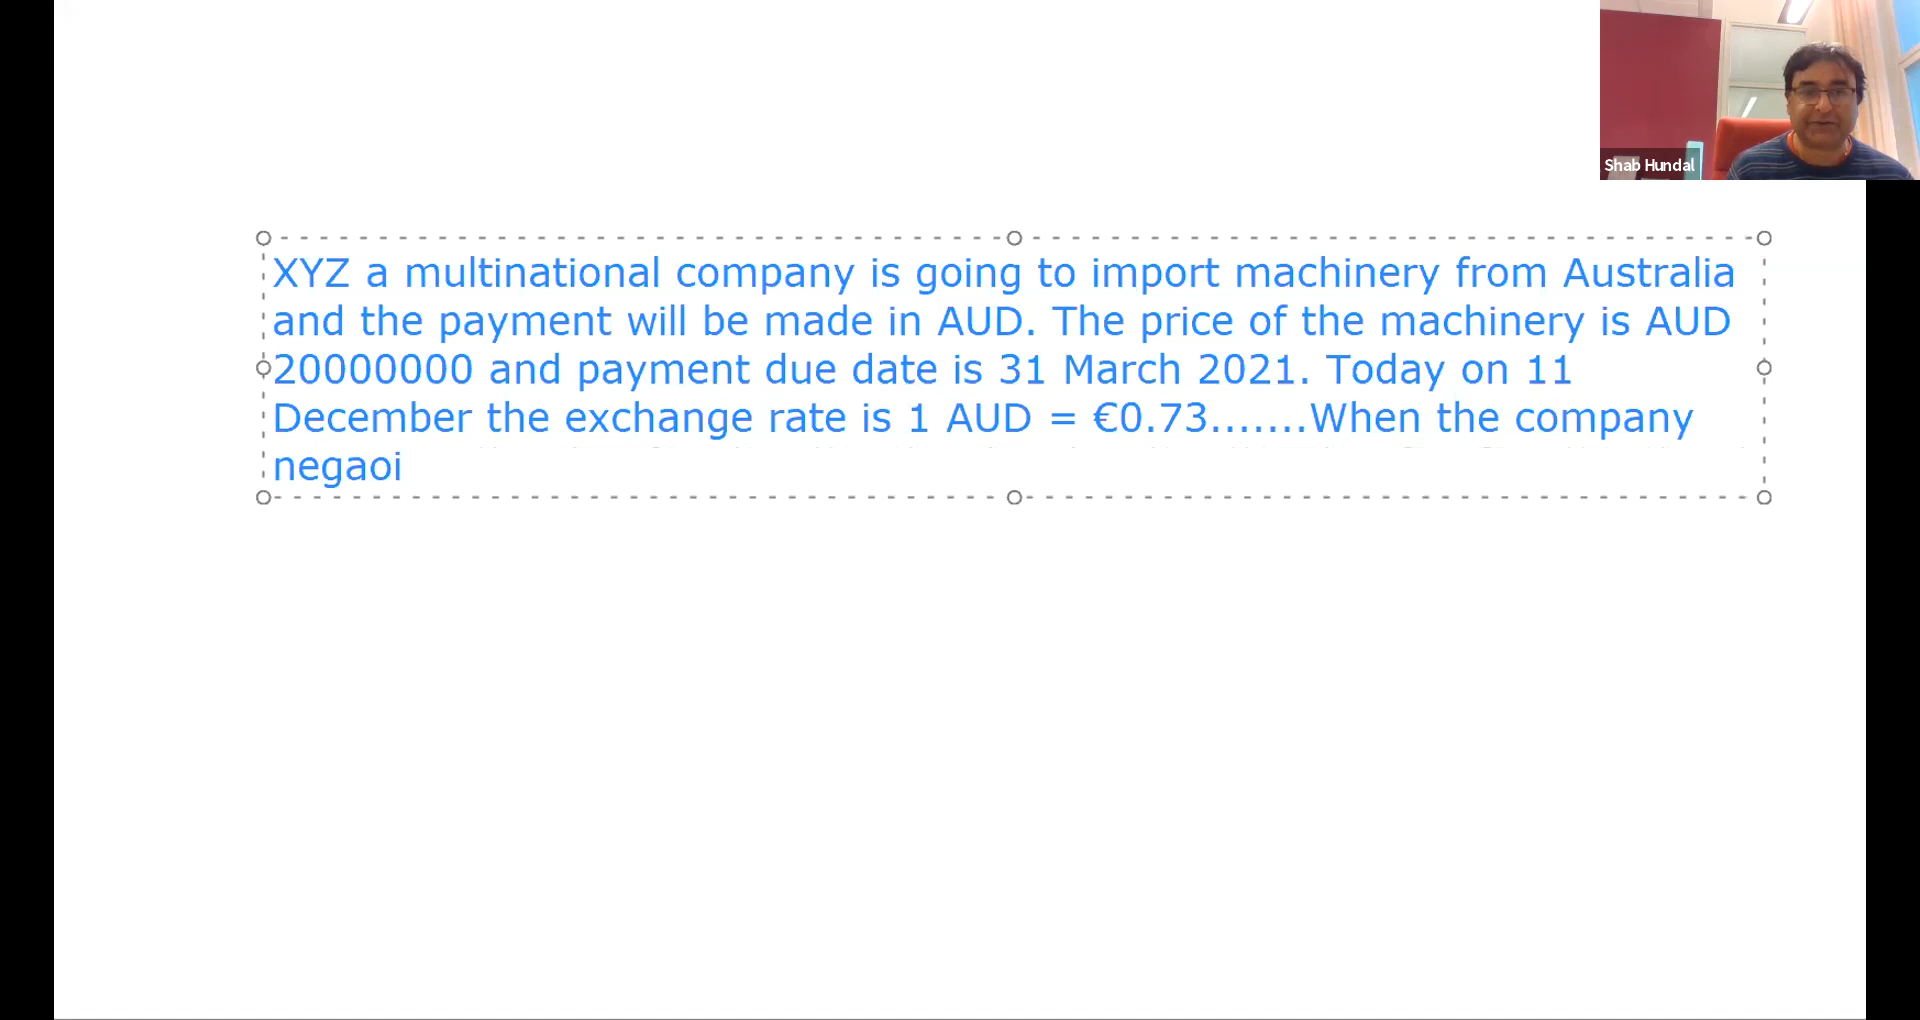 Shab Hundal
XYZ a multinational company is going to import machinery from Australia
and the payment will be made in AUD. The price of the machinery is AUD
20000000 and payment due date is 31 March 2021. Today on 11
December the exchange rate is 1 AUD = €0.73.......When the company
negaoi